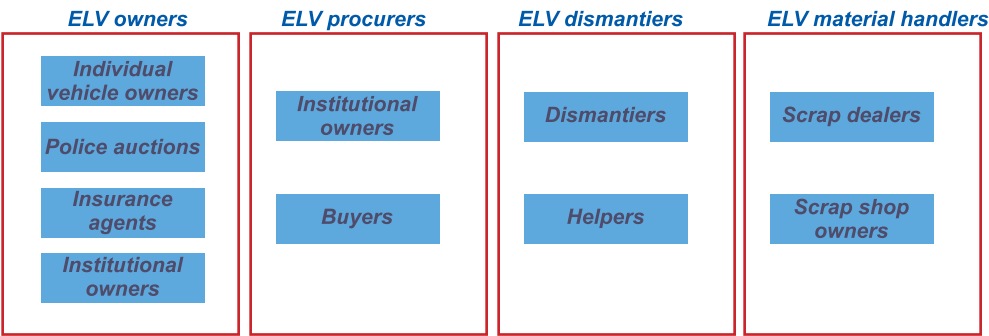 ELV owners
Individual
vehicle owners
Police auctions
Insurance
agents
Institutional
owners
ELV procurers
Institutional
owners
Buyers
ELV dismantiers
Dismantiers
Helpers
ELV material handlers
Scrap dealers
Scrap shop
owners